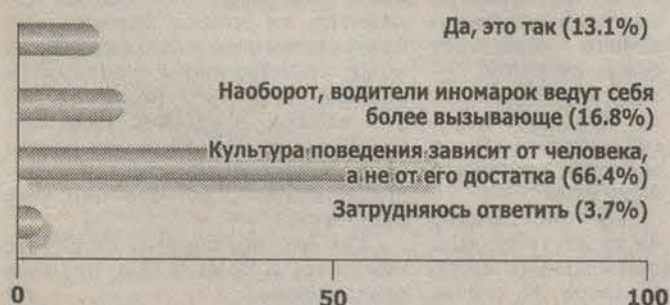 Да, это так (13.1%)
Наоборот, водители иномарок ведут себя
более вызывающе (16.8%)
Культура поведения зависит от человека,
а не от его достатка (66.4%)
Затрудняюсь ответить (3.7%)
0 50 100